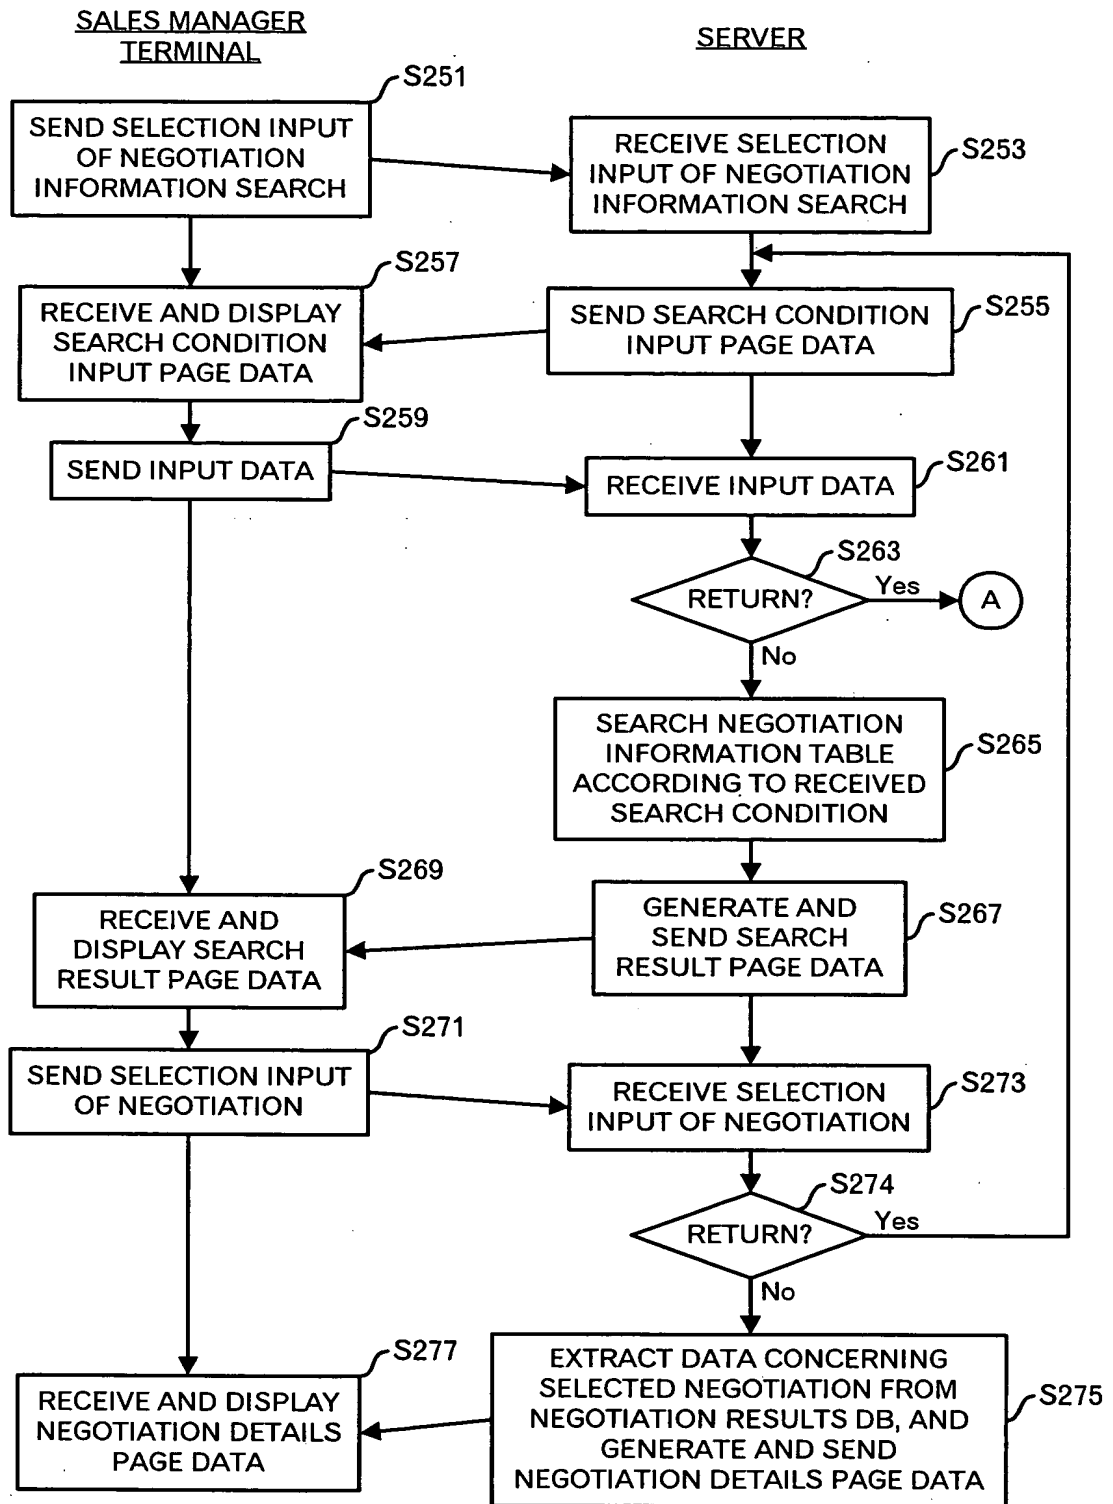 SALES MANAGER
TERMINAL
SERVER
S251
SEND SELECTION INPUT
OF NEGOTIATION
INFORMATION SEARCH
S253
RECEIVE SELECTION
INPUT OF NEGOTIATION
INFORMATION SEARCH
S257
RECEIVE AND DISPLAY
SEARCH CONDITION
INPUT PAGE DATA
S255
SEND SEARCH CONDITION
INPUT PAGE DATA
S259
SEND INPUT DATA
S261
RECEIVE INPUT DATA
S263
RETURN?
Yes
A
No
S265
SEARCH NEGOTIATION
INFORMATION TABLE
ACCORDING TO RECEIVED
SEARCH CONDITION
S269
RECEIVE AND
DISPLAY SEARCH
RESULT PAGE DATA
S267
GENERATE AND
SEND SEARCH
RESULT PAGE DATA
S271
SEND SELECTION INPUT
OF NEGOTIATION
S273
RECEIVE SELECTION
INPUT OF NEGOTIATION
S274
RETURN?
Yes
No
S277
RECEIVE AND DISPLAY
NEGOTIATION DETAILS
PAGE DATA
S275
EXTRACT DATA CONCERNING
SELECTED NEGOTIATION FROM
NEGOTIATION RESULTS DB, AND
GENERATE AND SEND
NEGOTIATION DETAILS PAGE DATA